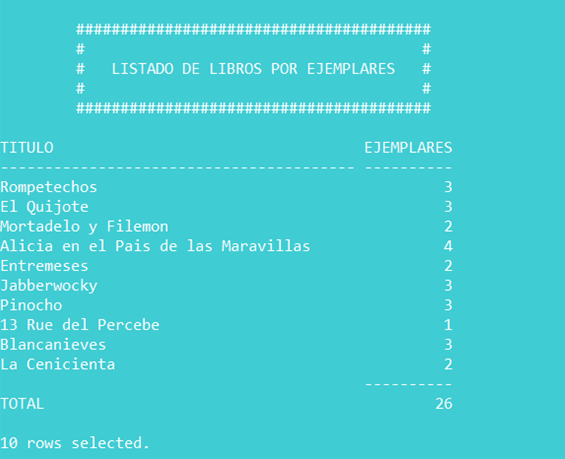 ########################################
#                                      #
#   LISTADO DE LIBROS POR EJEMPLARES   #
#                                      #
########################################
TITULO                                   EJEMPLARES
---------------------------------------- ----------
Rompetechos                                       3
El Quijote                                        3
Mortadelo y Filemon                               2
Alicia en el Pais de las Maravillas               4
Entremeses                                        2
Jabberwocky                                       3
Pinocho                                           3
13 Rue del Percebe                                1
Blancanieves                                      3
La Cenicienta                                     2
                                         ----------
TOTAL                                            26
10 rows selected.